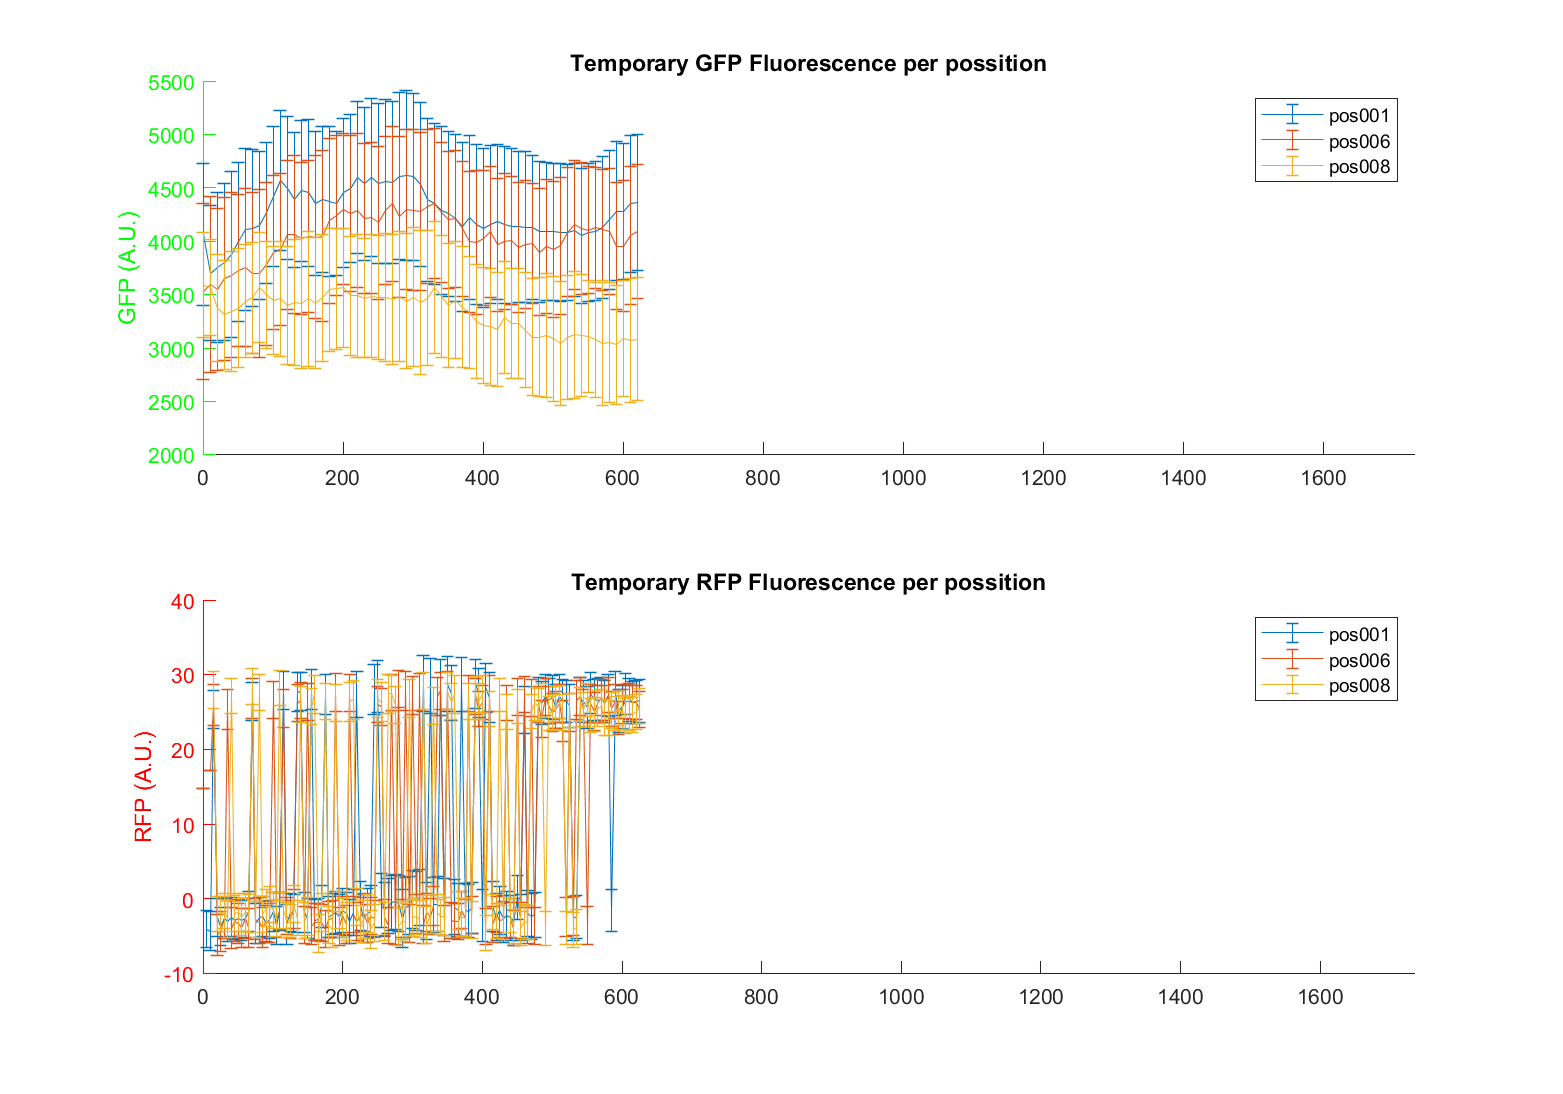 Temporary GFP Fluorescence per possition
5500
5000
4500
4000
3500
3000
2500
2000
GFP (A.U.)
0 200 400 600 800 1000 1200 1400 1600
pos001
pos006
pos008
Temporary RFP Fluorescence per possition
40
30
20
10
0
-10
RFP (A.U.)
0 200 400 600 800 1000 1200 1400 1600
pos001
pos006
pos008